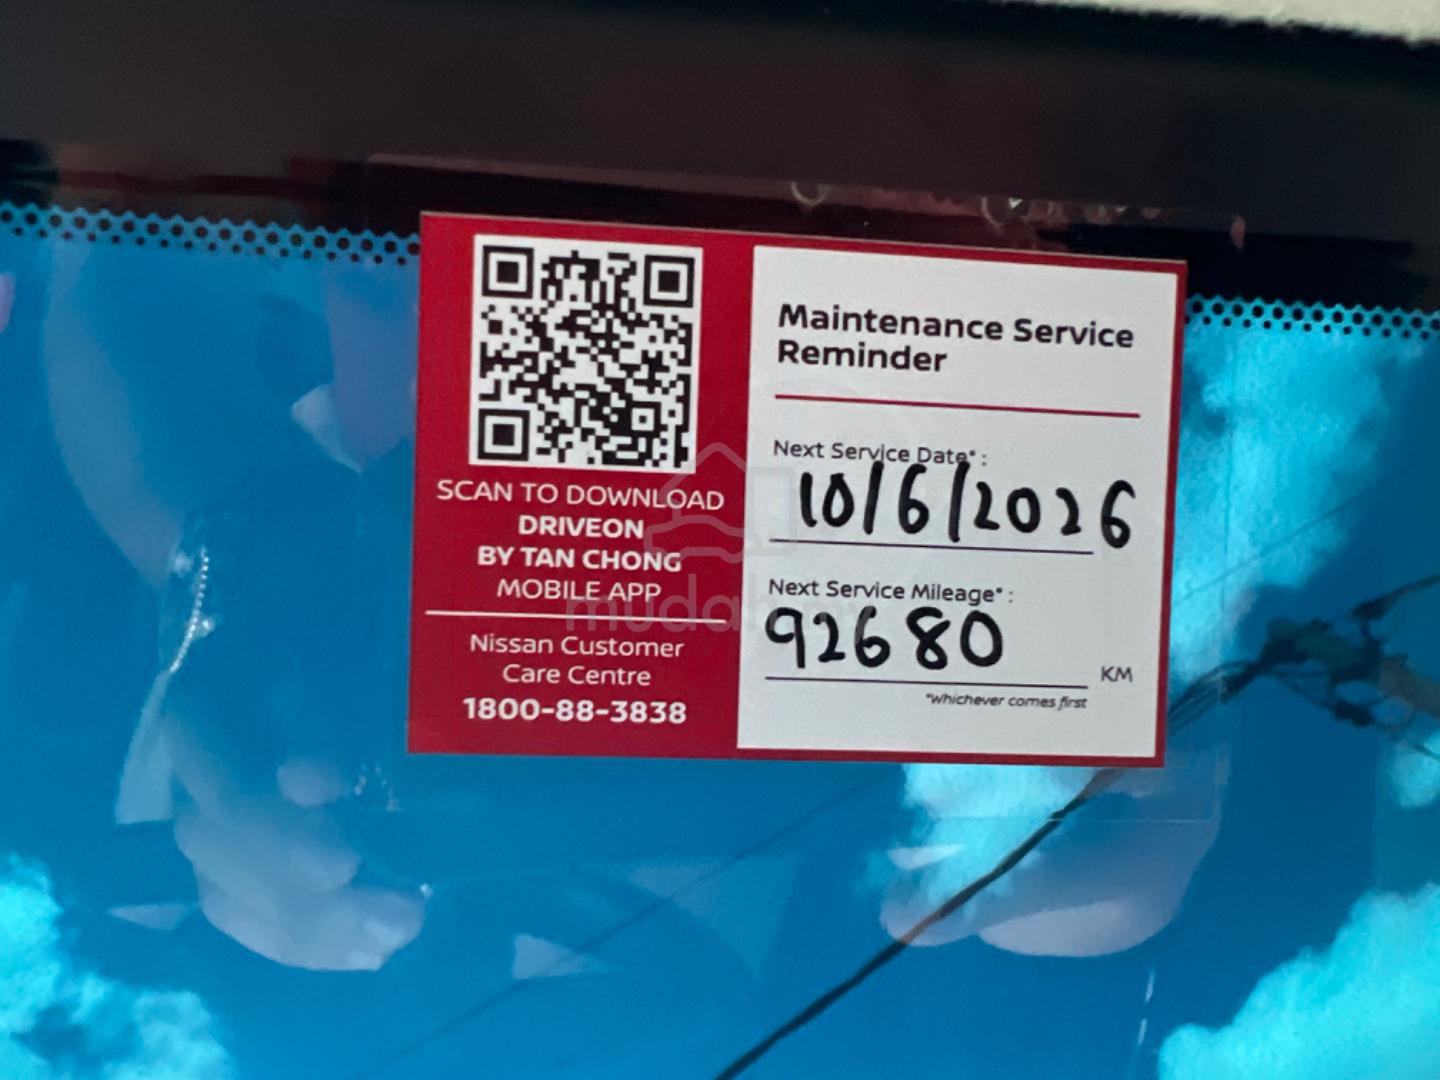 SCAN TO DOWNLOAD
DRIVEON
BY TAN CHONG
MOBILE APP
Nissan Customer
Care Centre
1800-88-3838
Maintenance Service
Reminder
Next Service Date* :
10/6/2026
Next Service Mileage* :
92680
KM
*Whichever comes first
mudah